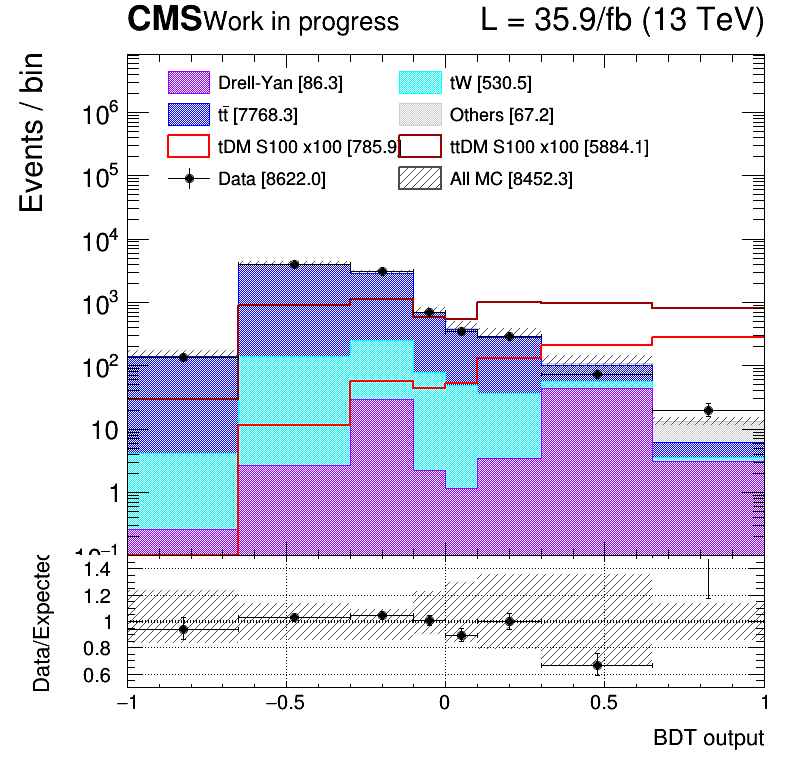 CMS Work in progress L = 35.9/fb (13 TeV)
Events / bin
Drell-Yan [86.3] tW [530.5]
tt̄ [7768.3] Others [67.2]
tDM S100 x100 [785.9] ttDM S100 x100 [5884.1]
Data [8622.0] All MC [8452.3]
10⁶
10⁵
10⁴
10³
10²
10
1
10⁻¹
Data/Expected
1.4
1.2
1
0.8
0.6
−1 −0.5 0 0.5 1
BDT output